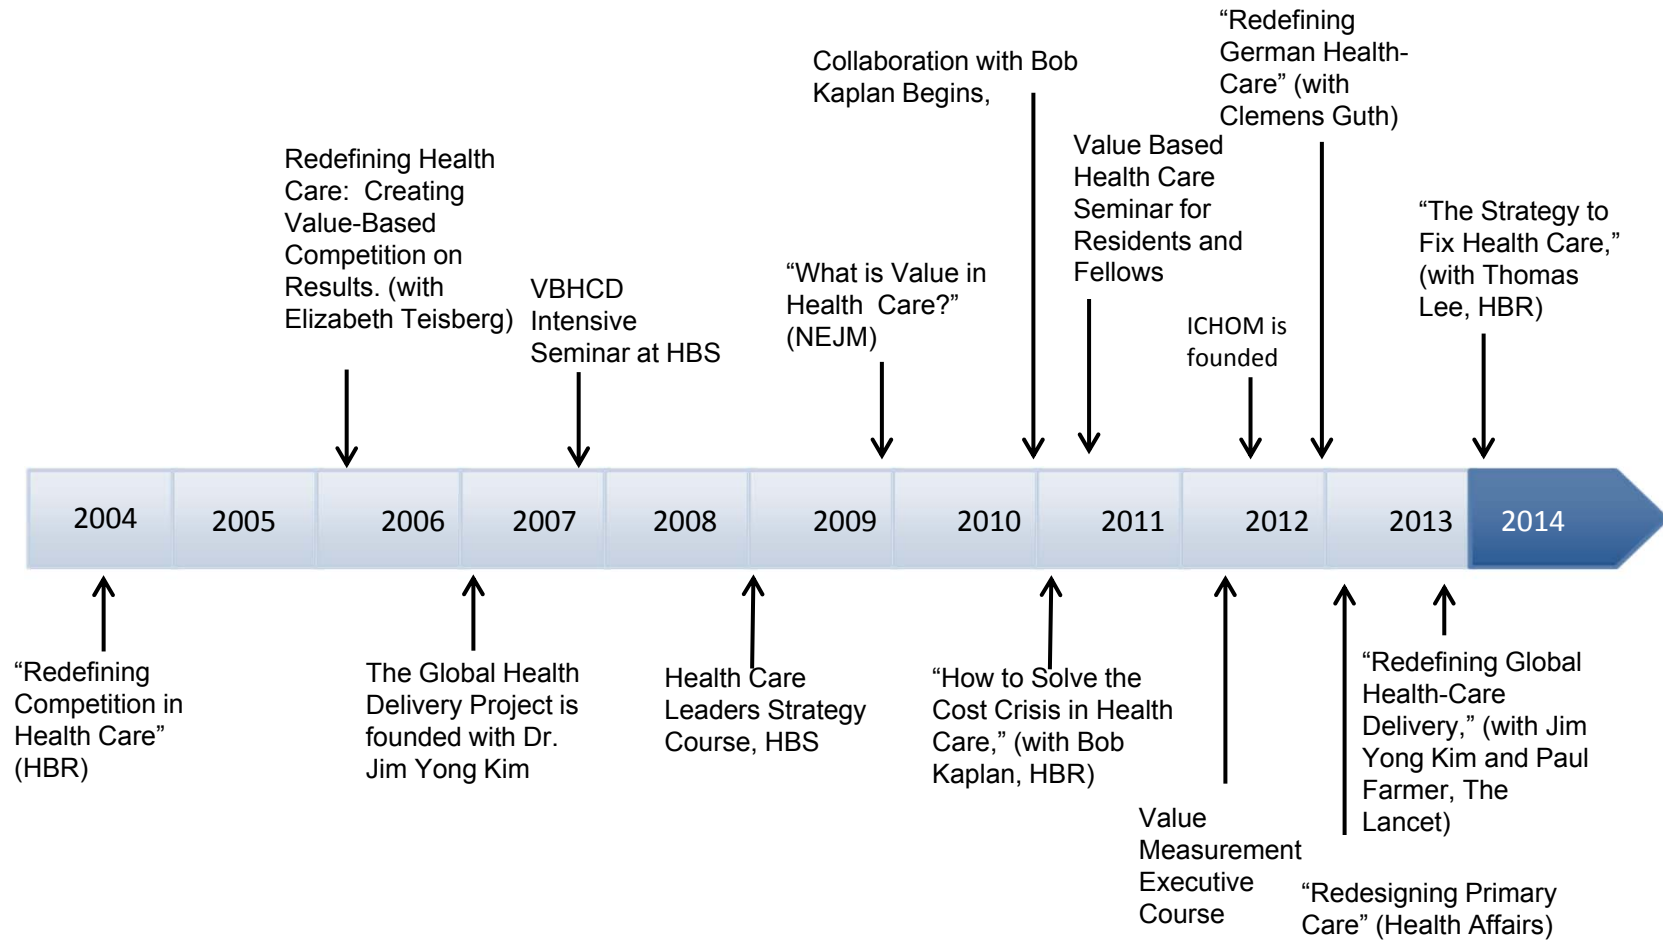 Collaboration with Bob
Kaplan Begins,
“Redefining
German Health-
Care” (with
Clemens Guth)
Redefining Health
Care:  Creating
Value-Based
Competition on
Results. (with
Elizabeth Teisberg)
VBHCD
Intensive
Seminar at HBS
“What is Value in
Health  Care?”
(NEJM)
Value Based
Health Care
Seminar for
Residents and
Fellows
ICHOM is
founded
“The Strategy to
Fix Health Care,”
(with Thomas
Lee, HBR)
2004 2005 2006 2007 2008 2009 2010 2011 2012 2013 2014
“Redefining
Competition in
Health Care”
(HBR)
The Global Health
Delivery Project is
founded with Dr.
Jim Yong Kim
Health Care
Leaders Strategy
Course, HBS
“How to Solve the
Cost Crisis in Health
Care,” (with Bob
Kaplan, HBR)
Value
Measurement
Executive
Course
“Redesigning Primary
Care” (Health Affairs)
“Redefining Global
Health-Care
Delivery,” (with Jim
Yong Kim and Paul
Farmer, The
Lancet)